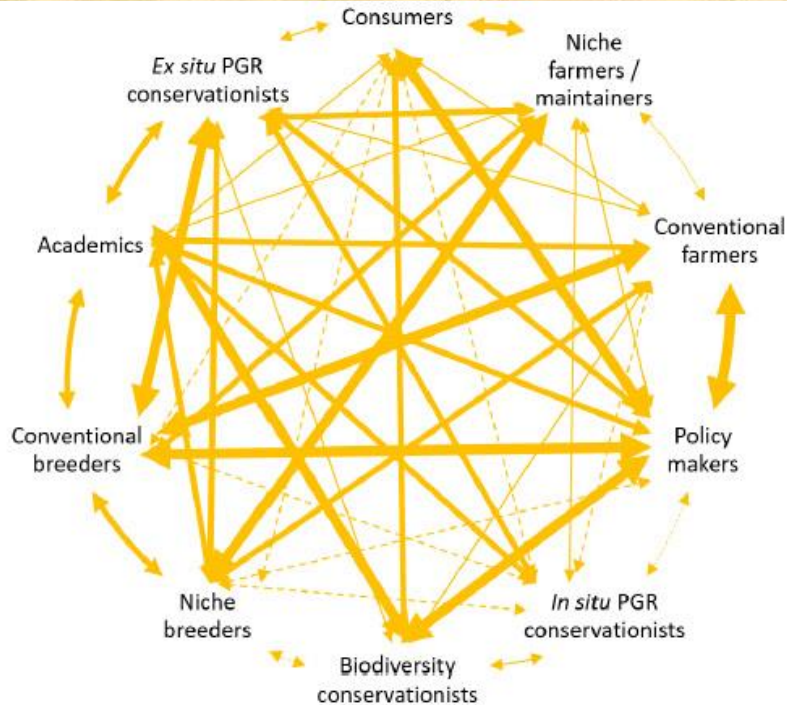 Consumers
Niche
farmers /
maintainers
Ex situ PGR
conservationists
Academics
Conventional
farmers
Conventional
breeders
Policy
makers
Niche
breeders
In situ PGR
conservationists
Biodiversity
conservationists